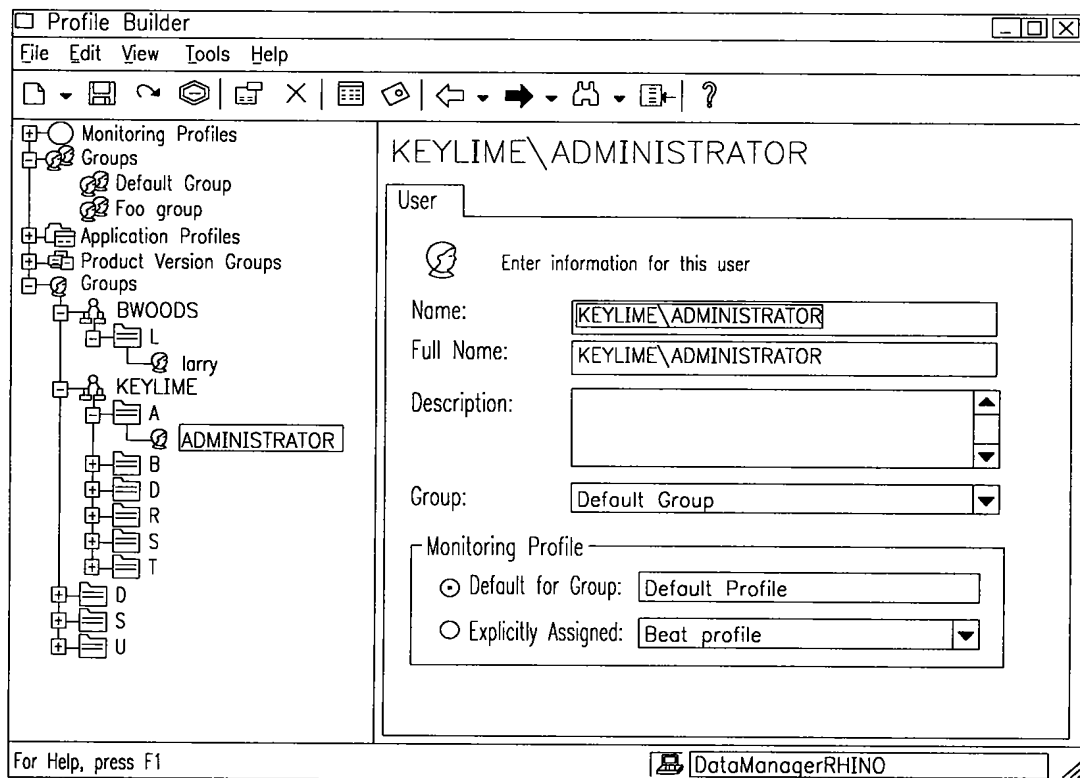 Profile Builder
File Edit View Tools Help
Monitoring Profiles
Groups
Default Group
Foo group
Application Profiles
Product Version Groups
Groups
BWOODS
L
larry
KEYLIME
A
ADMINISTRATOR
B
D
R
S
T
D
S
U
KEYLIME\ADMINISTRATOR
User
Enter information for this user
Name: KEYLIME\ADMINISTRATOR
Full Name: KEYLIME\ADMINISTRATOR
Description:
Group: Default Group
Monitoring Profile
Default for Group: Default Profile
Explicitly Assigned: Beat profile
For Help, press F1
DataManagerRHINO